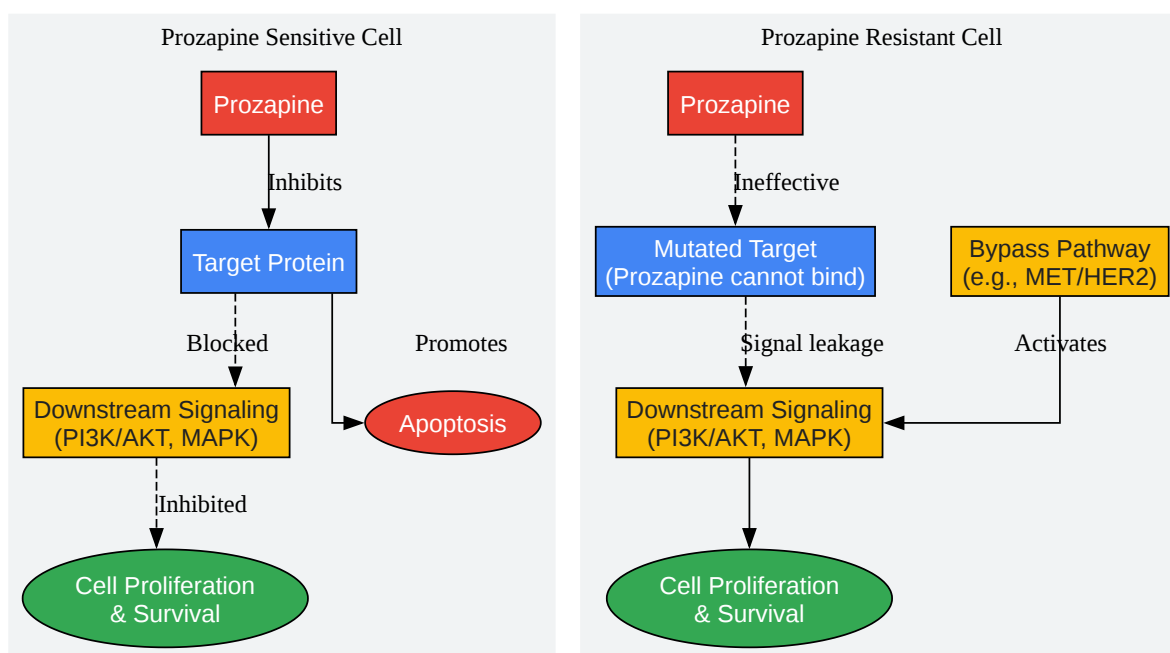 Prozapine Sensitive Cell
Prozapine
Inhibits
Target Protein
Blocked
Promotes
Downstream Signaling
(PI3K/AKT, MAPK)
Apoptosis
Inhibited
Cell Proliferation
& Survival
Prozapine Resistant Cell
Prozapine
Ineffective
Mutated Target
(Prozapine cannot bind)
Bypass Pathway
(e.g., MET/HER2)
Signal leakage
Activates
Downstream Signaling
(PI3K/AKT, MAPK)
Cell Proliferation
& Survival